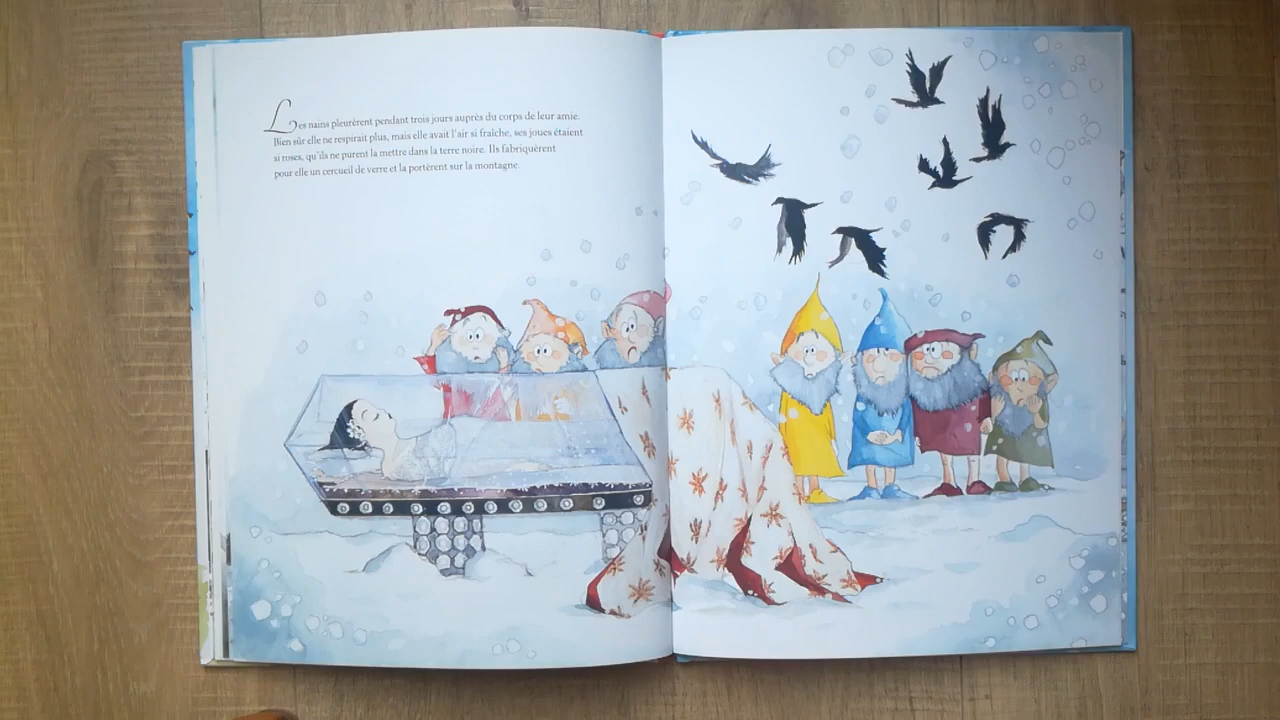 Les nains pleurèrent pendant trois jours auprès du corps de leur amie.
Bien sûr elle ne respirait plus, mais elle avait l'air si fraîche, ses joues étaient
si roses, qu'ils ne purent la mettre dans la terre noire. Ils fabriquèrent
pour elle un cercueil de verre et la portèrent sur la montagne.